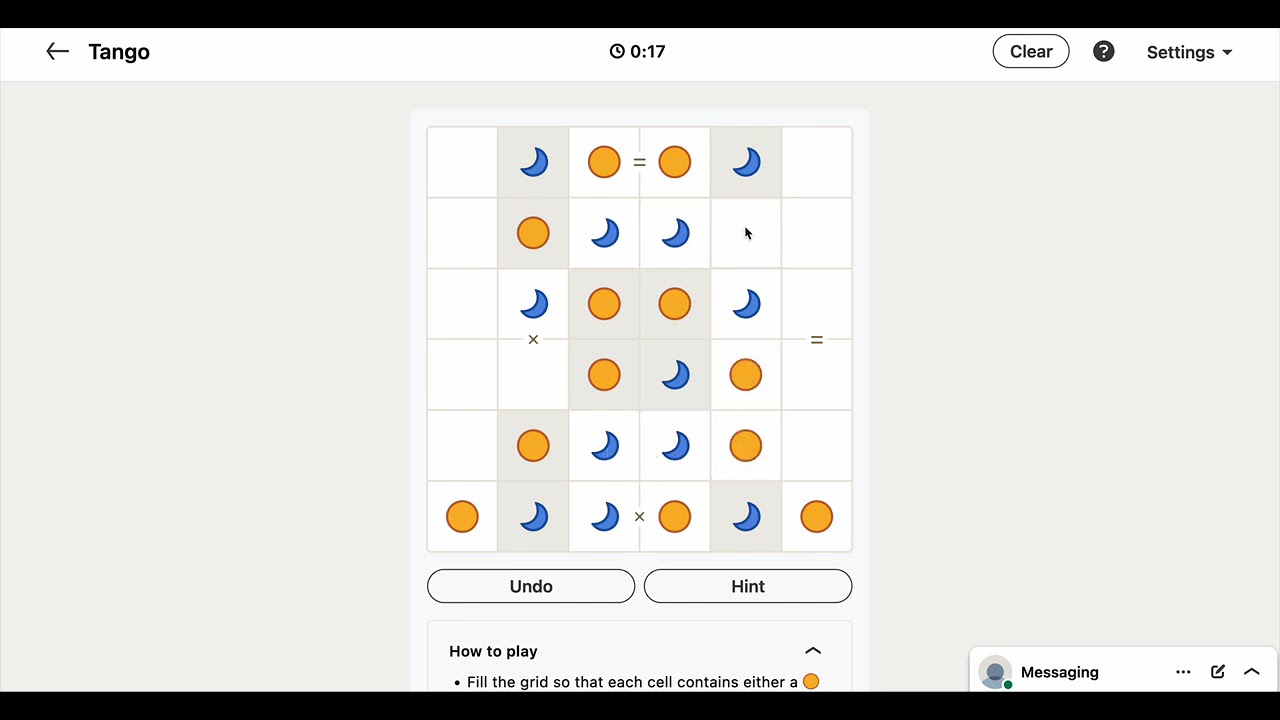 Tango
0:17
Clear
?
Settings
=
×
=
×
Undo
Hint
How to play
• Fill the grid so that each cell contains either a
Messaging